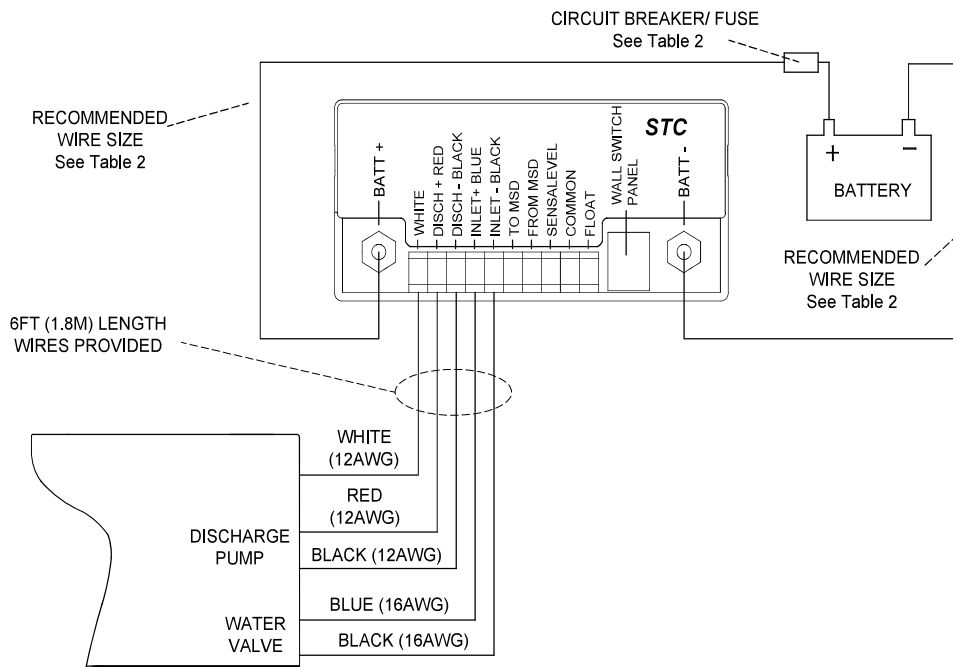 CIRCUIT BREAKER/ FUSE
See Table 2
RECOMMENDED
WIRE SIZE
See Table 2
STC
BATT +
WHITE
DISCH + RED
DISCH - BLACK
INLET+ BLUE
INLET - BLACK
TO MSD
FROM MSD
SENSALEVEL
COMMON
FLOAT
WALL SWITCH
PANEL
BATT -
+
–
BATTERY
RECOMMENDED
WIRE SIZE
See Table 2
6FT (1.8M) LENGTH
WIRES PROVIDED
WHITE
(12AWG)
RED
(12AWG)
DISCHARGE
PUMP
BLACK (12AWG)
BLUE (16AWG)
WATER
VALVE
BLACK (16AWG)